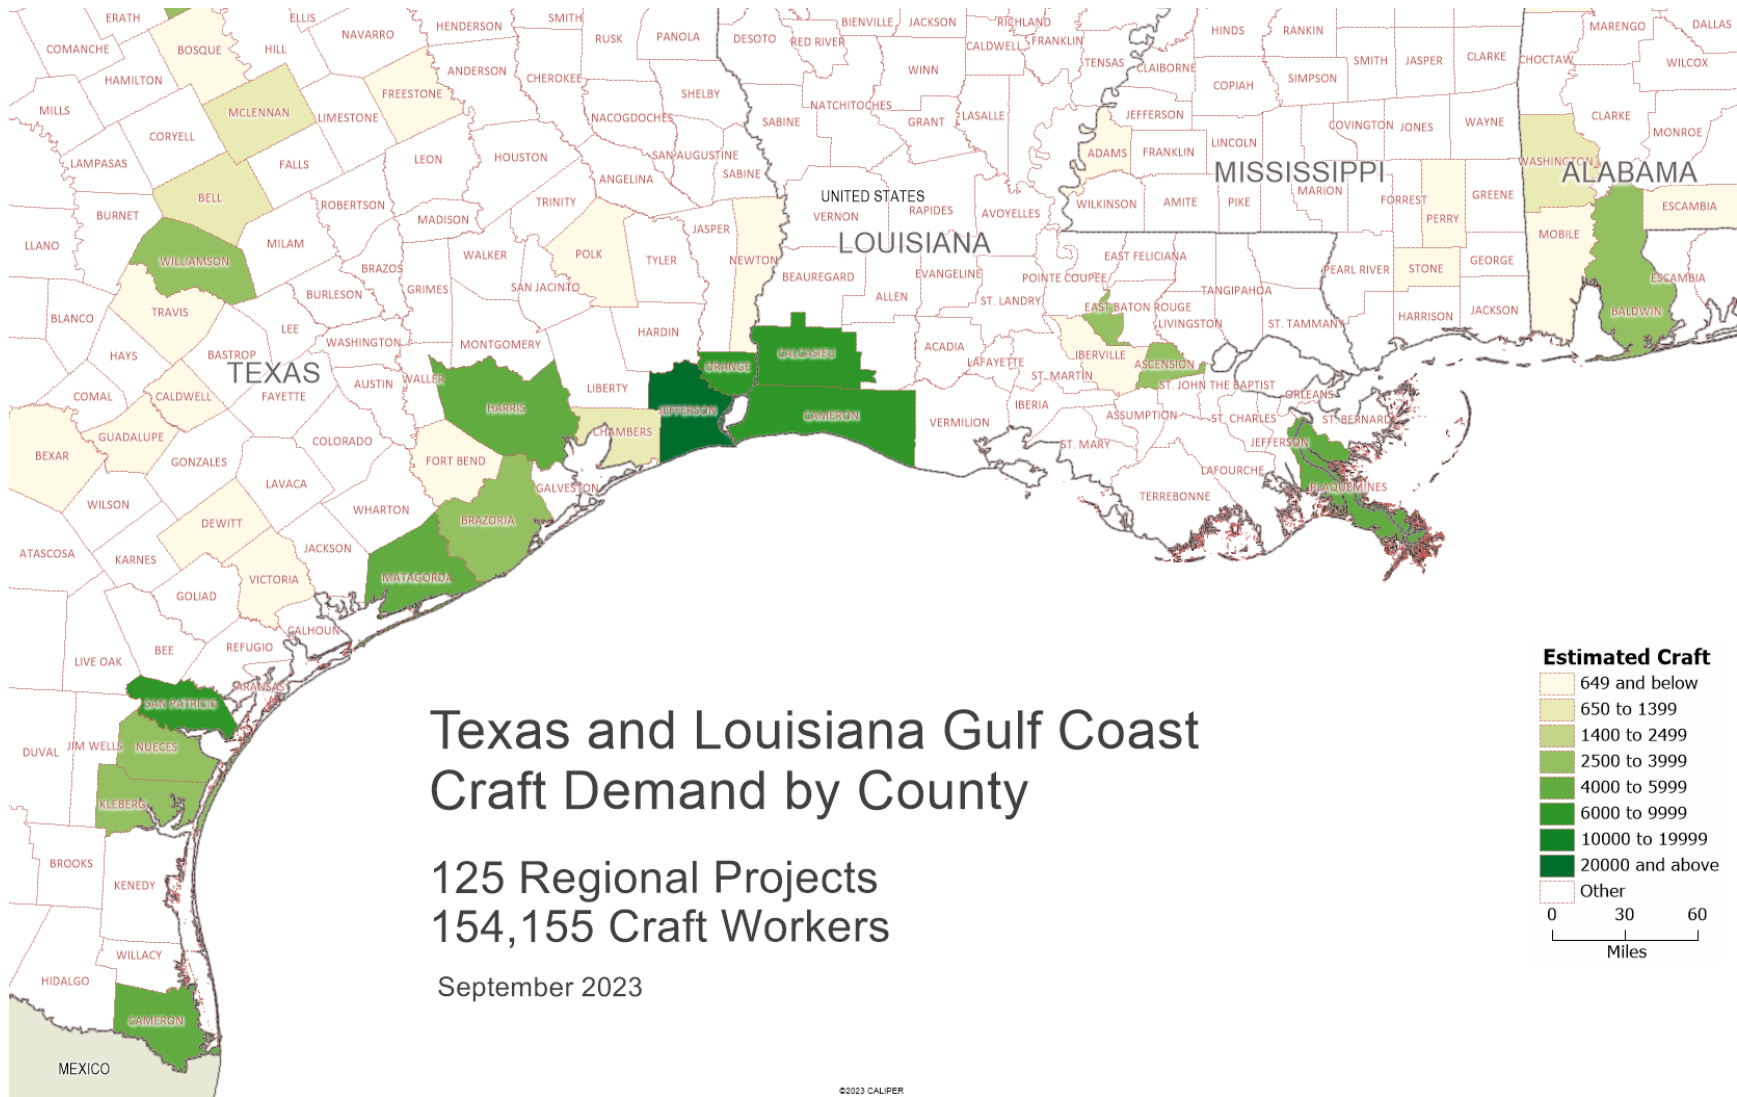 ERATH
ELLIS
HENDERSON
SMITH
RUSK
PANOLA
DESOTO
RED RIVER
BIENVILLE
JACKSON
RICHLAND
HINDS
RANKIN
MARENGO
DALLAS
COMANCHE
BOSQUE
HILL
NAVARRO
CALDWELL
FRANKLIN
TENSAS
CLAIBORNE
SMITH
JASPER
CLARKE
CHOCTAW
WILCOX
HAMILTON
ANDERSON
CHEROKEE
WINN
COPIAH
SIMPSON
MILLS
MCLENNAN
FREESTONE
LIMESTONE
SHELBY
NACOGDOCHES
SABINE
NATCHITOCHES
GRANT
LASALLE
JEFFERSON
COVINGTON
JONES
WAYNE
CLARKE
MONROE
CORYELL
LAMPASAS
FALLS
LEON
HOUSTON
SAN AUGUSTINE
ANGELINA
SABINE
ADAMS
FRANKLIN
LINCOLN
WASHINGTON
MISSISSIPPI
ALABAMA
BELL
BURNET
ROBERTSON
MADISON
TRINITY
UNITED STATES
VERNON
RAPIDES
AVOYELLES
WILKINSON
AMITE
PIKE
MARION
FORREST
PERRY
GREENE
ESCAMBIA
LLANO
MILAM
WILLIAMSON
BRAZOS
WALKER
POLK
TYLER
JASPER
NEWTON
LOUISIANA
BEAUREGARD
EVANGELINE
POINTE COUPEE
EAST FELICIANA
PEARL RIVER
STONE
GEORGE
MOBILE
ESCAMBIA
GRIMES
SAN JACINTO
BURLESON
ALLEN
ST. LANDRY
EAST BATON ROUGE
TANGIPAHOA
BLANCO
TRAVIS
LEE
WASHINGTON
MONTGOMERY
HARDIN
LIVINGSTON
ST. TAMMANY
HARRISON
JACKSON
BALDWIN
HAYS
BASTROP
TEXAS
CALCASIEU
ACADIA
LAFAYETTE
IBERVILLE
ASCENSION
ORANGE
COMAL
CALDWELL
FAYETTE
AUSTIN
WALLER
LIBERTY
ST. MARTIN
ST. JOHN THE BAPTIST
ORLEANS
GUADALUPE
COLORADO
HARRIS
CHAMBERS
JEFFERSON
CAMERON
VERMILION
IBERIA
ASSUMPTION
ST. CHARLES
ST. BERNARD
BEXAR
GONZALES
FORT BEND
ST. MARY
JEFFERSON
LAFOURCHE
WILSON
LAVACA
WHARTON
GALVESTON
TERREBONNE
PLAQUEMINES
DEWITT
BRAZORIA
ATASCOSA
KARNES
JACKSON
GOLIAD
VICTORIA
MATAGORDA
CALHOUN
LIVE OAK
BEE
REFUGIO
ARANSAS
SAN PATRICIO
DUVAL
JIM WELLS
NUECES
KLEBERG
BROOKS
KENEDY
WILLACY
HIDALGO
CAMERON
MEXICO
Texas and Louisiana Gulf Coast
Craft Demand by County
125 Regional Projects
154,155 Craft Workers
September 2023
Estimated Craft
649 and below
650 to 1399
1400 to 2499
2500 to 3999
4000 to 5999
6000 to 9999
10000 to 19999
20000 and above
Other
0 30 60
Miles
©2023 CALIPER